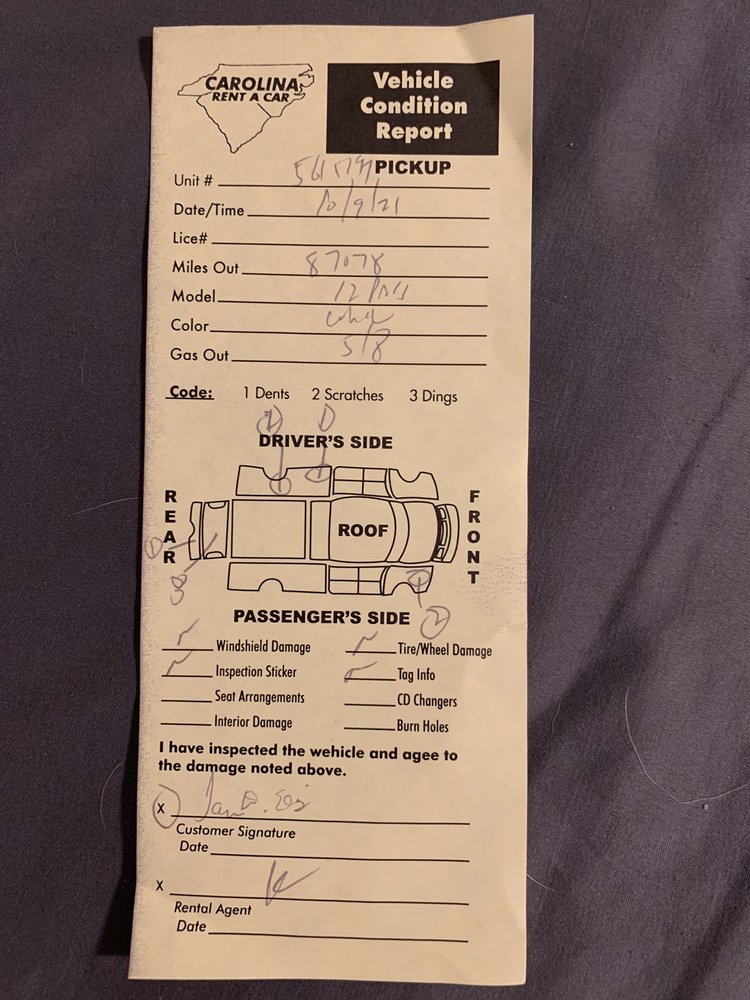 CAROLINA
RENT A CAR
Vehicle
Condition
Report
PICKUP
Unit #
Date/Time 10/9/21
Lice#
Miles Out 87078
Model 12
Color
Gas Out 5/8
Code: 1 Dents 2 Scratches 3 Dings
DRIVER'S SIDE
REAR
ROOF
FRONT
PASSENGER'S SIDE
Windshield Damage Tire/Wheel Damage
Inspection Sticker Tag Info
Seat Arrangements CD Changers
Interior Damage Burn Holes
I have inspected the wehicle and agee to
the damage noted above.
X
Customer Signature
Date
X
Rental Agent
Date